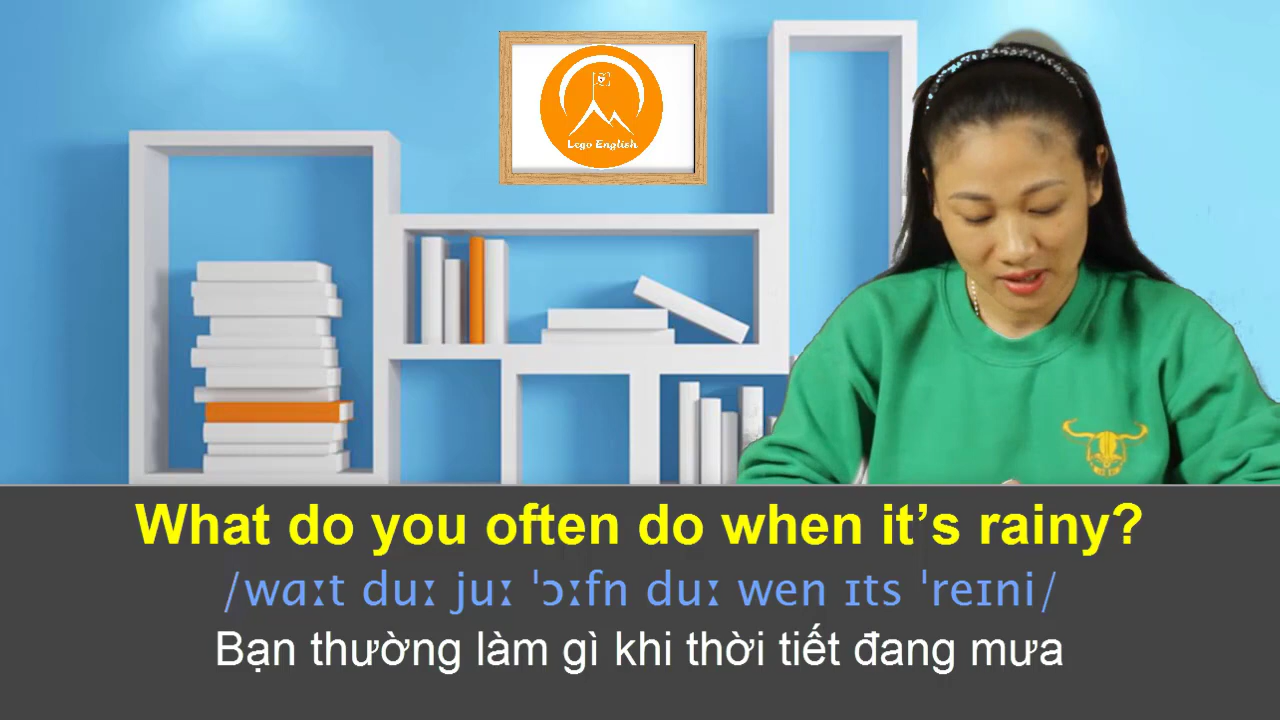 Lego English
What do you often do when it’s rainy?
/wɑːt duː juː ˈɔːfn duː wen ɪts ˈreɪni/
Bạn thường làm gì khi thời tiết đang mưa